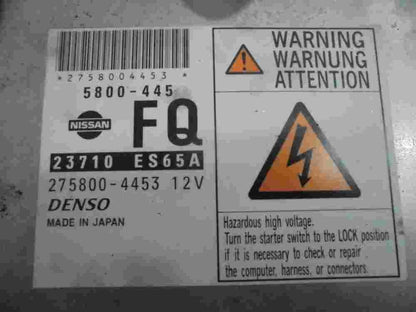 *2758004453*
5800-445
NISSAN
FQ
23710 ES65A
275800-4453 12V
DENSO
MADE IN JAPAN
WARNING
WARNUNG
ATTENTION
Hazardous high voltage.
Turn the starter switch to the LOCK position
if it is necessary to check or repair
the computer, harness, or connectors.